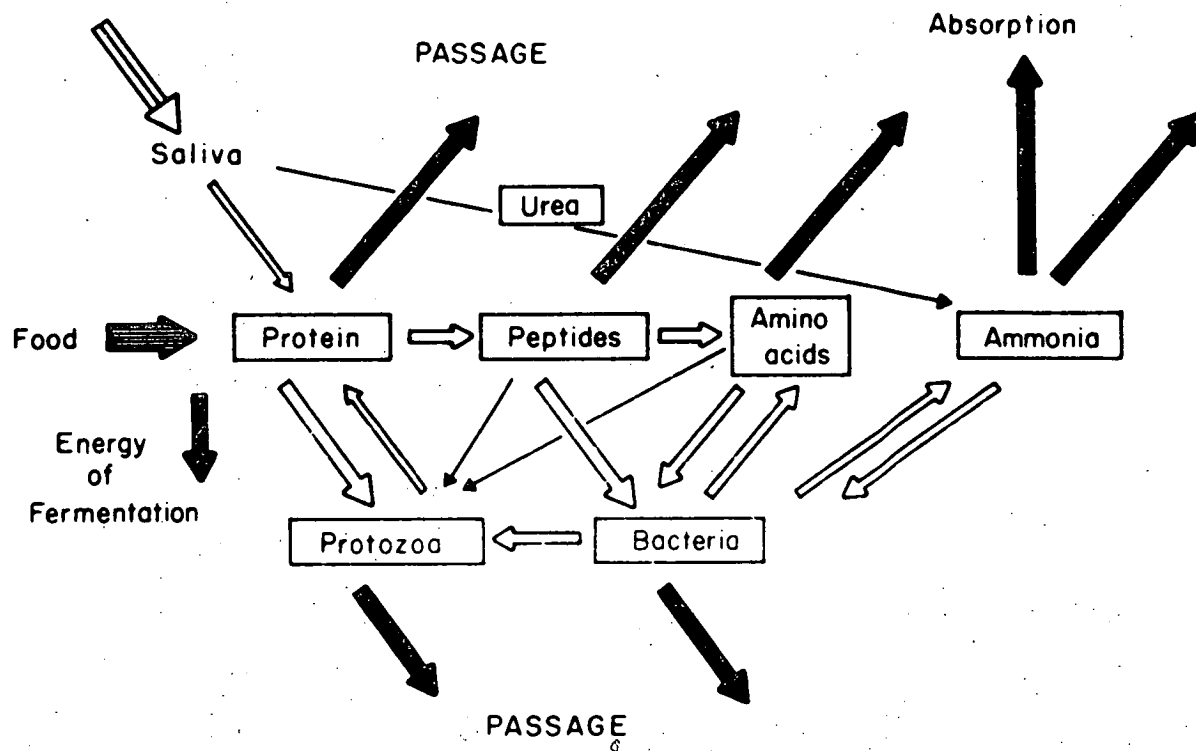 Absorption
PASSAGE
Saliva
Urea
Food
Protein
Peptides
Amino
acids
Ammonia
Energy
of
Fermentation
Protozoa
Bacteria
PASSAGE